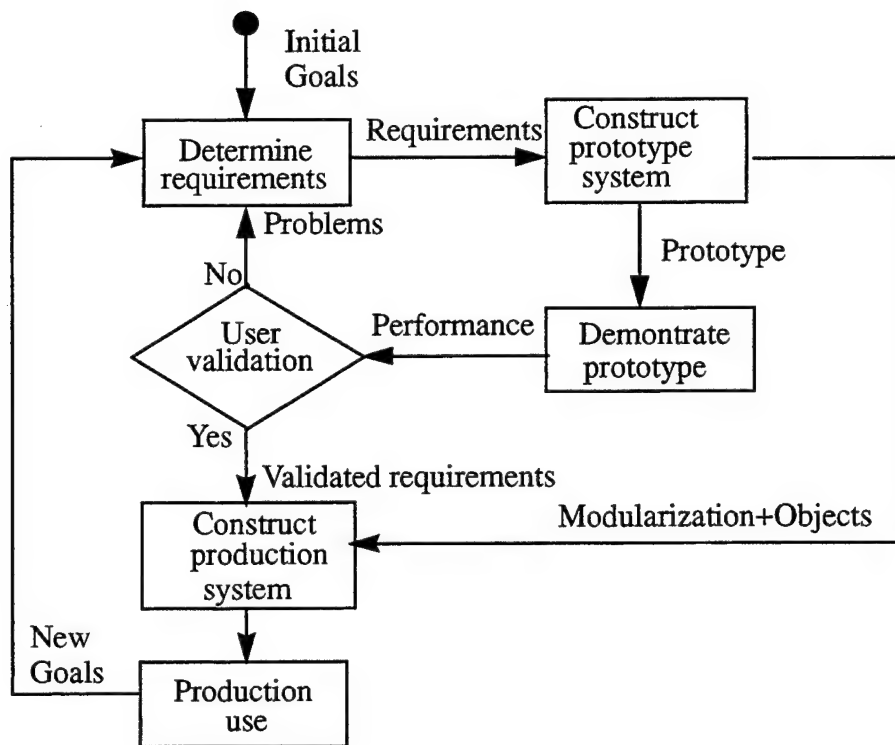 Initial
Goals
Determine
requirements
Requirements
Construct
prototype
system
Problems
No
Prototype
User
validation
Performance
Demontrate
prototype
Yes
Validated requirements
Construct
production
system
Modularization+Objects
New
Goals
Production
use